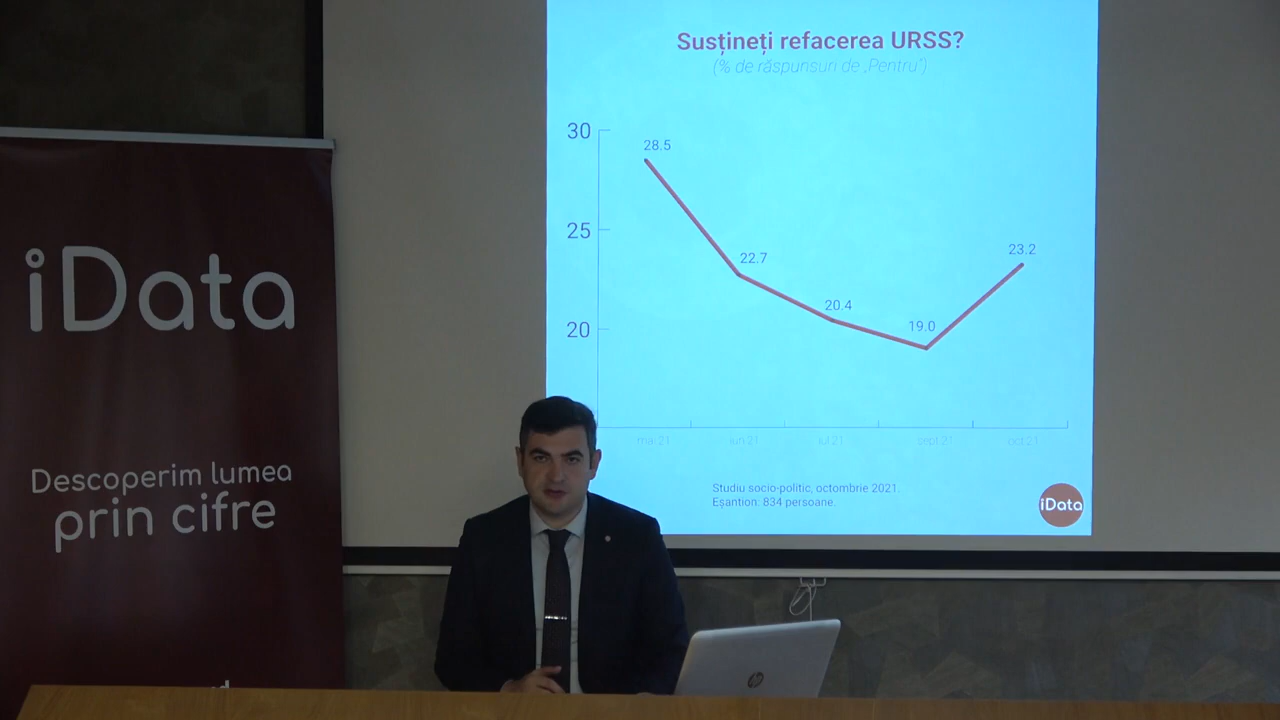 iData
Descoperim lumea
prin cifre
Susțineți refacerea URSS?
(% de răspunsuri de „Pentru”)
30
25
20
28.5
22.7
20.4
19.0
23.2
mai 21
iun 21
iul 21
sept 21
oct 21
Studiu socio-politic, octombrie 2021.
Eșantion: 834 persoane.
iData
hp